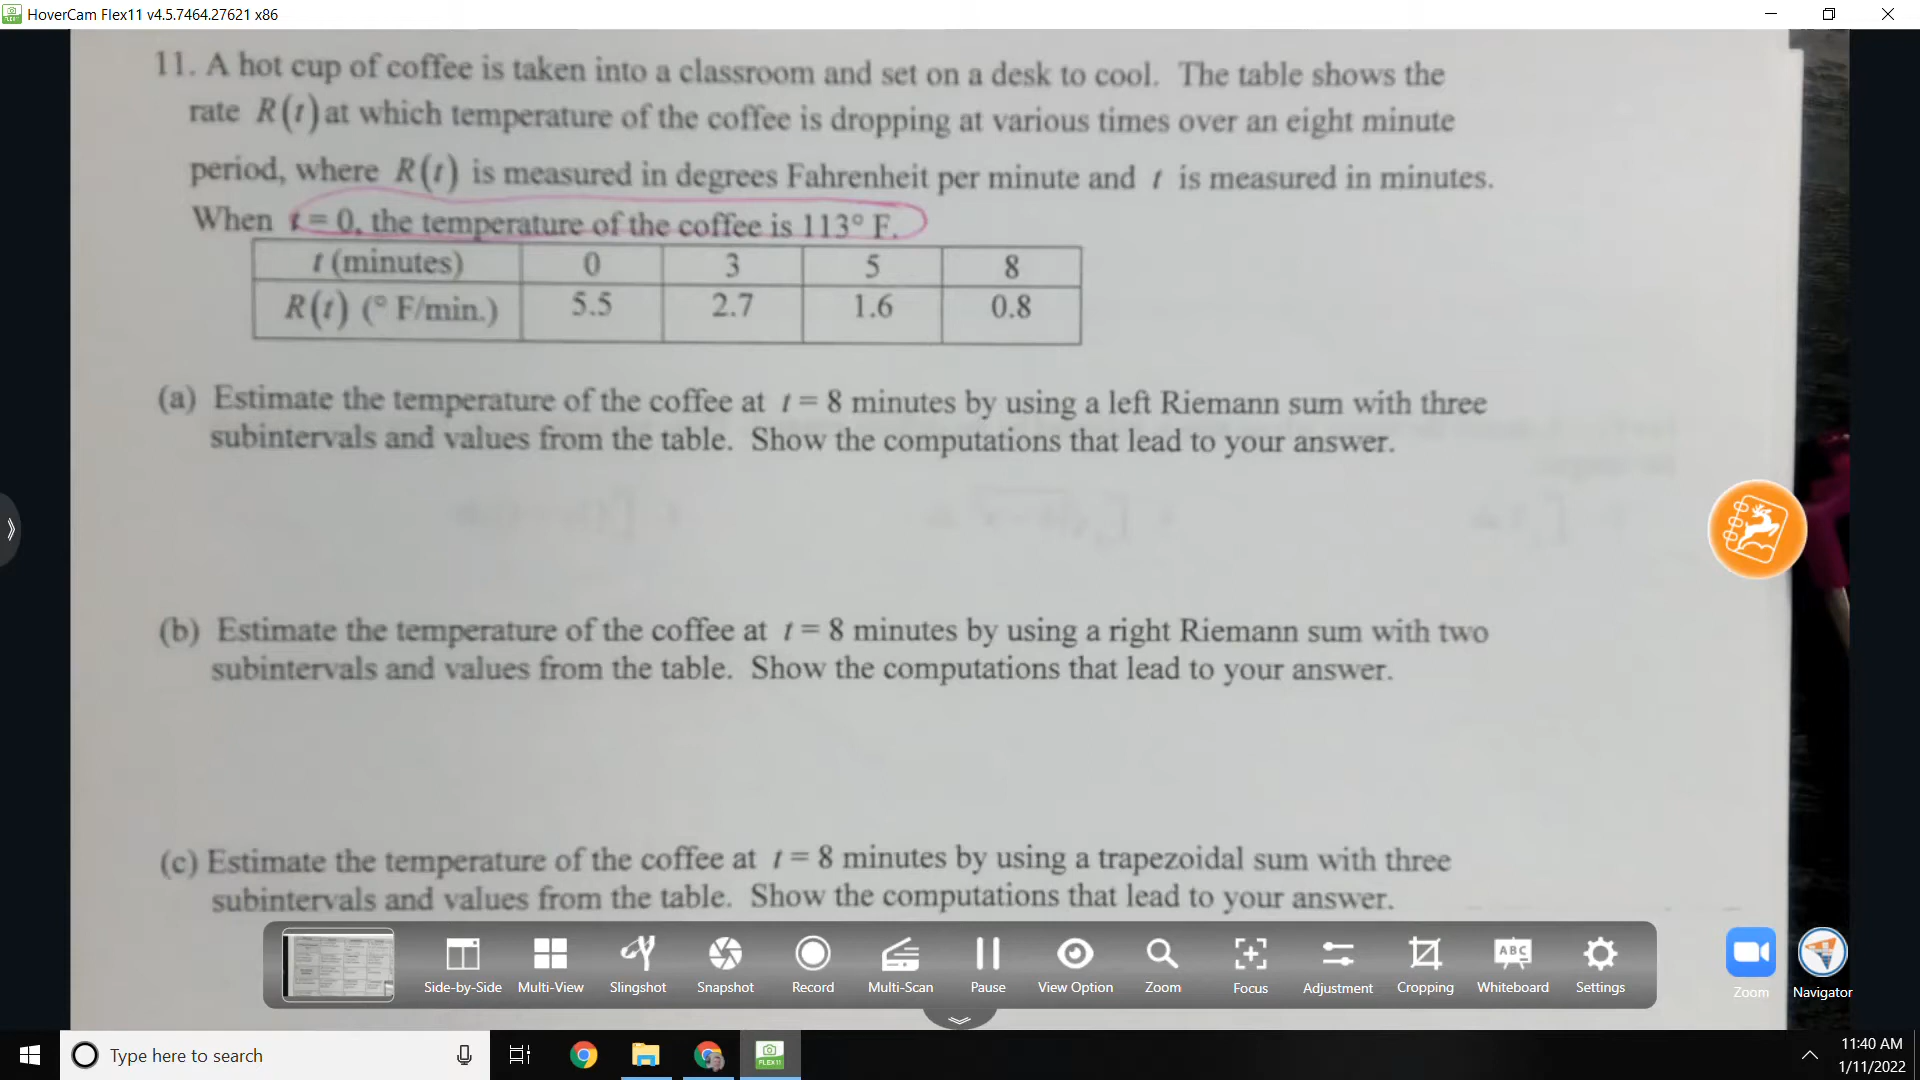 HoverCam Flex11 v4.5.7464.27621 x86
11. A hot cup of coffee is taken into a classroom and set on a desk to cool. The table shows the
rate R(t) at which temperature of the coffee is dropping at various times over an eight minute
period, where R(t) is measured in degrees Fahrenheit per minute and t is measured in minutes.
When t = 0, the temperature of the coffee is 113° F.
t (minutes) 0 3 5 8
R(t) (° F/min.) 5.5 2.7 1.6 0.8
(a) Estimate the temperature of the coffee at t = 8 minutes by using a left Riemann sum with three
subintervals and values from the table. Show the computations that lead to your answer.
(b) Estimate the temperature of the coffee at t = 8 minutes by using a right Riemann sum with two
subintervals and values from the table. Show the computations that lead to your answer.
(c) Estimate the temperature of the coffee at t = 8 minutes by using a trapezoidal sum with three
subintervals and values from the table. Show the computations that lead to your answer.
ABC
Side-by-Side Multi-View Slingshot Snapshot Record Multi-Scan Pause View Option Zoom Focus Adjustment Cropping Whiteboard Settings
Zoom Navigator
Type here to search
FLEX11
11:40 AM
1/11/2022